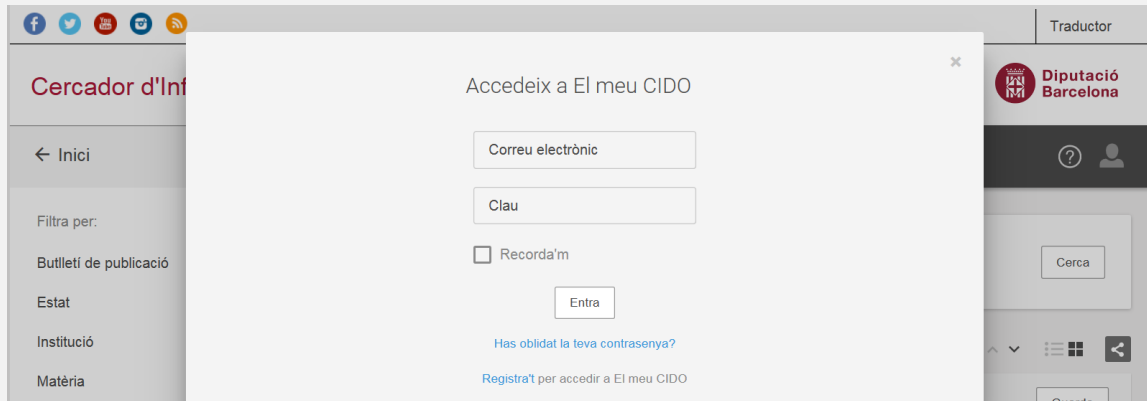 Traductor
Cercador d'Inf
Diputació
Barcelona
Inici
Filtra per:
Butlletí de publicació
Estat
Institució
Matèria
Accedeix a El meu CIDO
Correu electrònic
Clau
Recorda'm
Entra
Has oblidat la teva contrasenya?
Registra't per accedir a El meu CIDO
Cerca